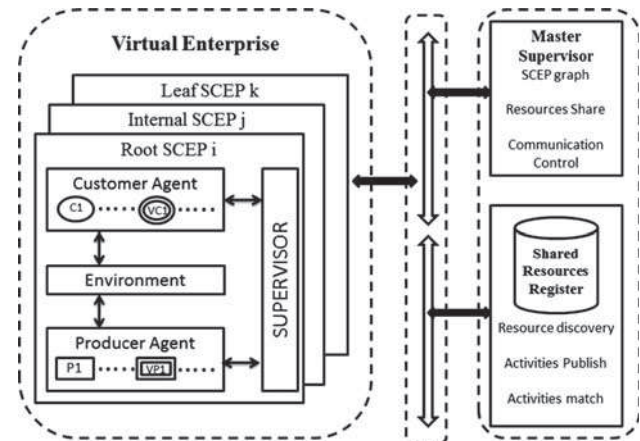 Virtual Enterprise
Leaf SCEP k
Internal SCEP j
Root SCEP i
Customer Agent
C1 ...... VC1 ......
Environment
Producer Agent
P1 ...... VP1 ......
SUPERVISOR
Master
Supervisor
SCEP graph
Resources Share
Communication
Control
Shared
Resources
Register
Resource discovery
Activities Publish
Activities match